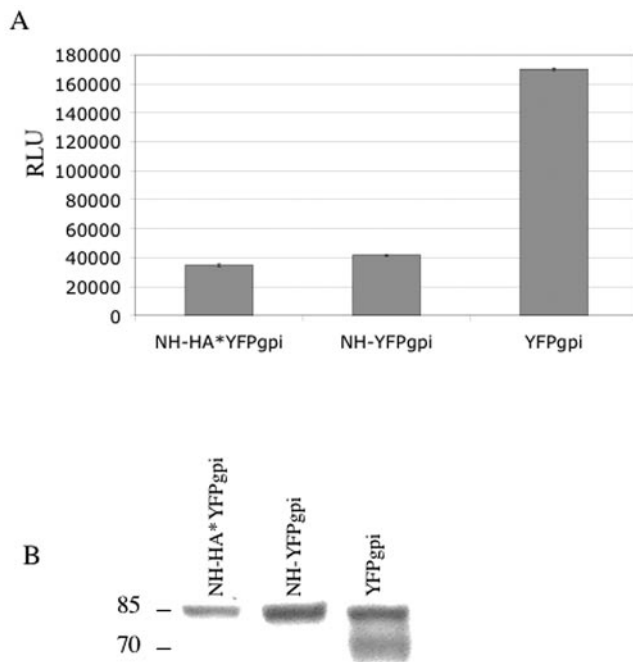 A
180000
160000
140000
120000
100000
80000
60000
40000
20000
0
RLU
NH-HA*YFPgpi NH-YFPgpi YFPgpi
B
NH-HA*YFPgpi
NH-YFPgpi
YFPgpi
85 –
70 –